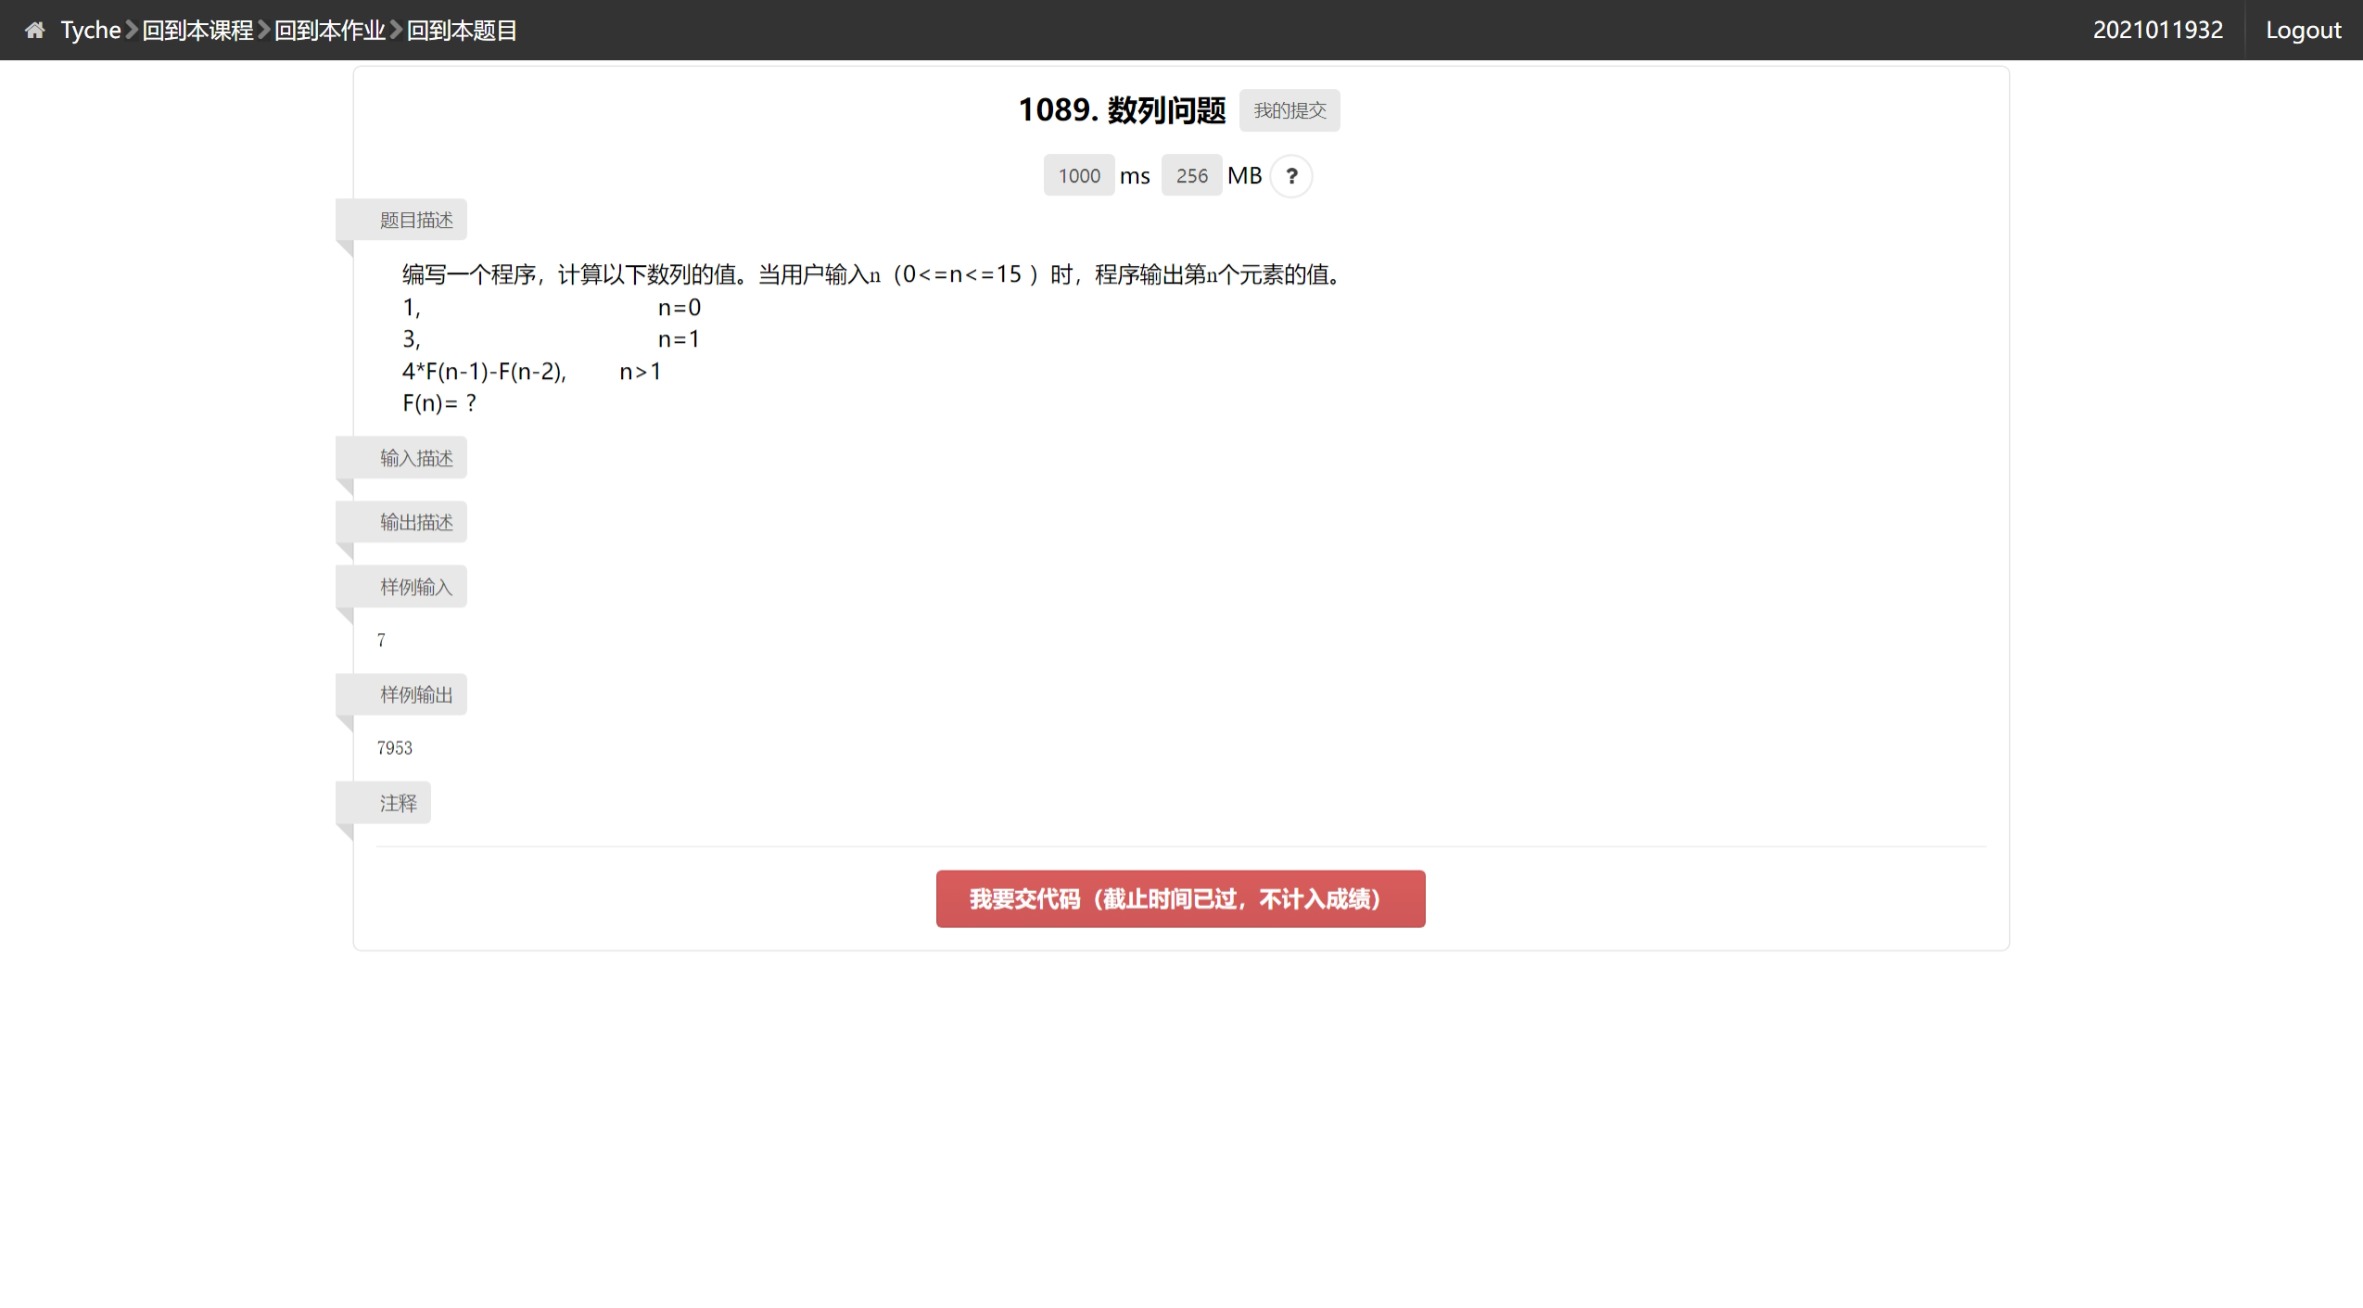 Tyche 回到本课程 回到本作业 回到本题目 2021011932 Logout
1089. 数列问题 我的提交
1000 ms 256 MB ?
题目描述
编写一个程序，计算以下数列的值。当用户输入n（0<=n<=15 ）时，程序输出第n个元素的值。
1, n=0
3, n=1
4*F(n-1)-F(n-2), n>1
F(n)= ?
输入描述
输出描述
样例输入
7
样例输出
7953
注释
我要交代码（截止时间已过，不计入成绩）